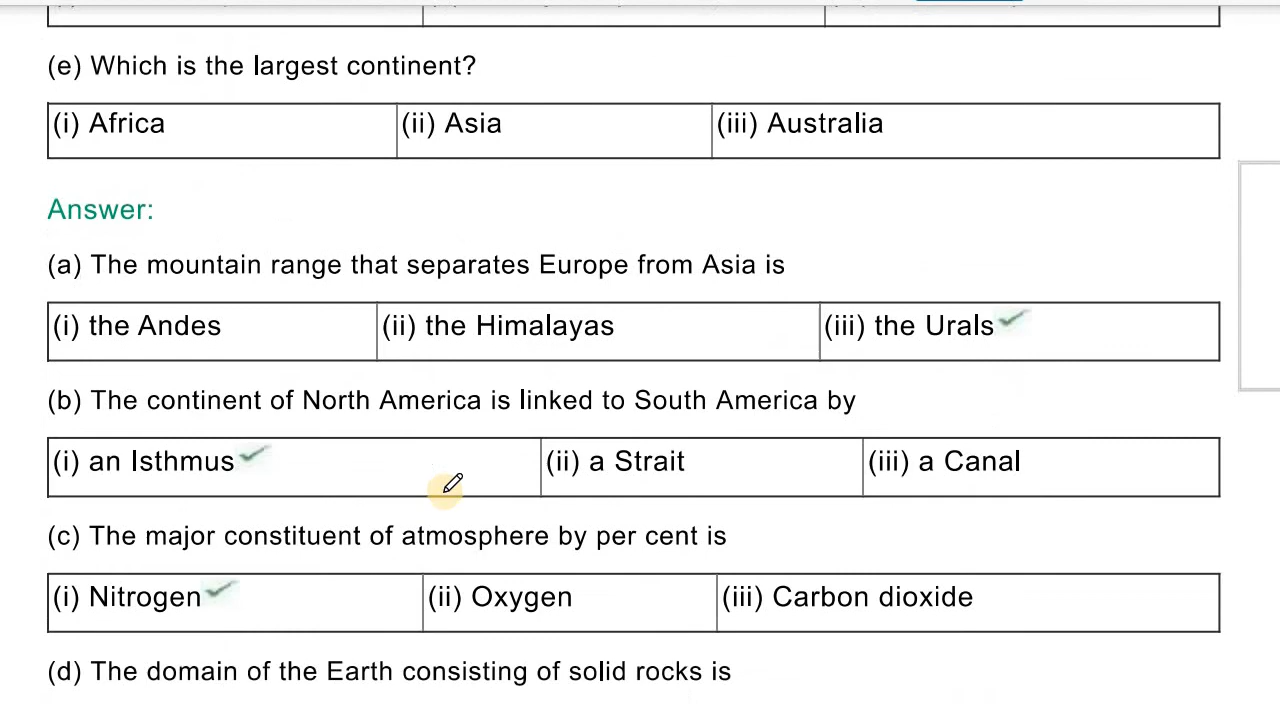 (e) Which is the largest continent?
(i) Africa (ii) Asia (iii) Australia
Answer:
(a) The mountain range that separates Europe from Asia is
(i) the Andes (ii) the Himalayas (iii) the Urals
(b) The continent of North America is linked to South America by
(i) an Isthmus (ii) a Strait (iii) a Canal
(c) The major constituent of atmosphere by per cent is
(i) Nitrogen (ii) Oxygen (iii) Carbon dioxide
(d) The domain of the Earth consisting of solid rocks is